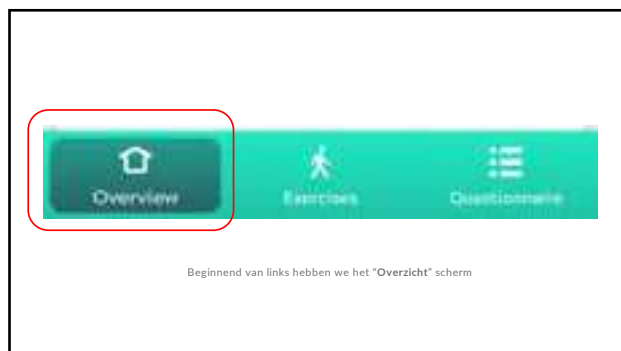 Overview
Exercises
Questionnaire
Beginnend van links hebben we het "Overzicht" scherm